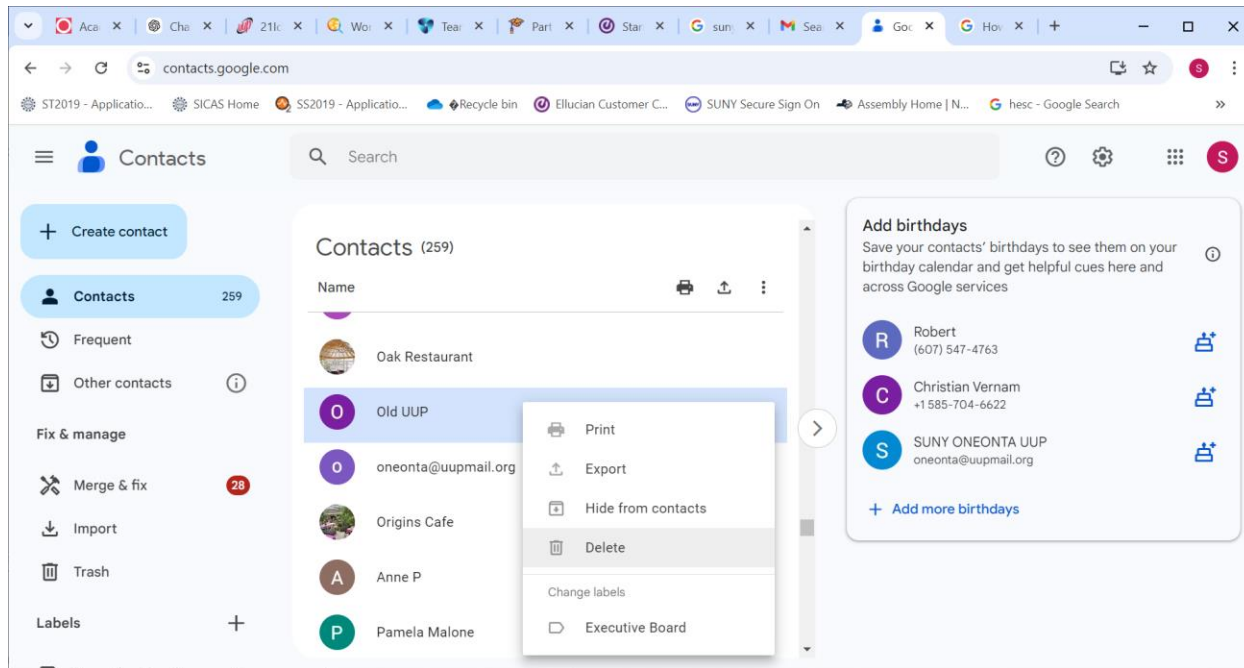 Aca
Cha
21lc
Wor
Tear
Part
Star
G suny
M Sea
Goc
G Hov
contacts.google.com
S
ST2019 - Applicatio...
SICAS Home
SS2019 - Applicatio...
�Recycle bin
Ellucian Customer C...
SUNY Secure Sign On
Assembly Home | N...
G hesc - Google Search
Contacts
Search
S
Create contact
Contacts 259
Frequent
Other contacts
Fix & manage
Merge & fix 28
Import
Trash
Labels
Contacts (259)
Name
Oak Restaurant
O Old UUP
o oneonta@uupmail.org
Origins Cafe
A Anne P
P Pamela Malone
Print
Export
Hide from contacts
Delete
Change labels
Executive Board
Add birthdays
Save your contacts' birthdays to see them on your
birthday calendar and get helpful cues here and
across Google services
R Robert
(607) 547-4763
C Christian Vernam
+1 585-704-6622
S SUNY ONEONTA UUP
oneonta@uupmail.org
+ Add more birthdays